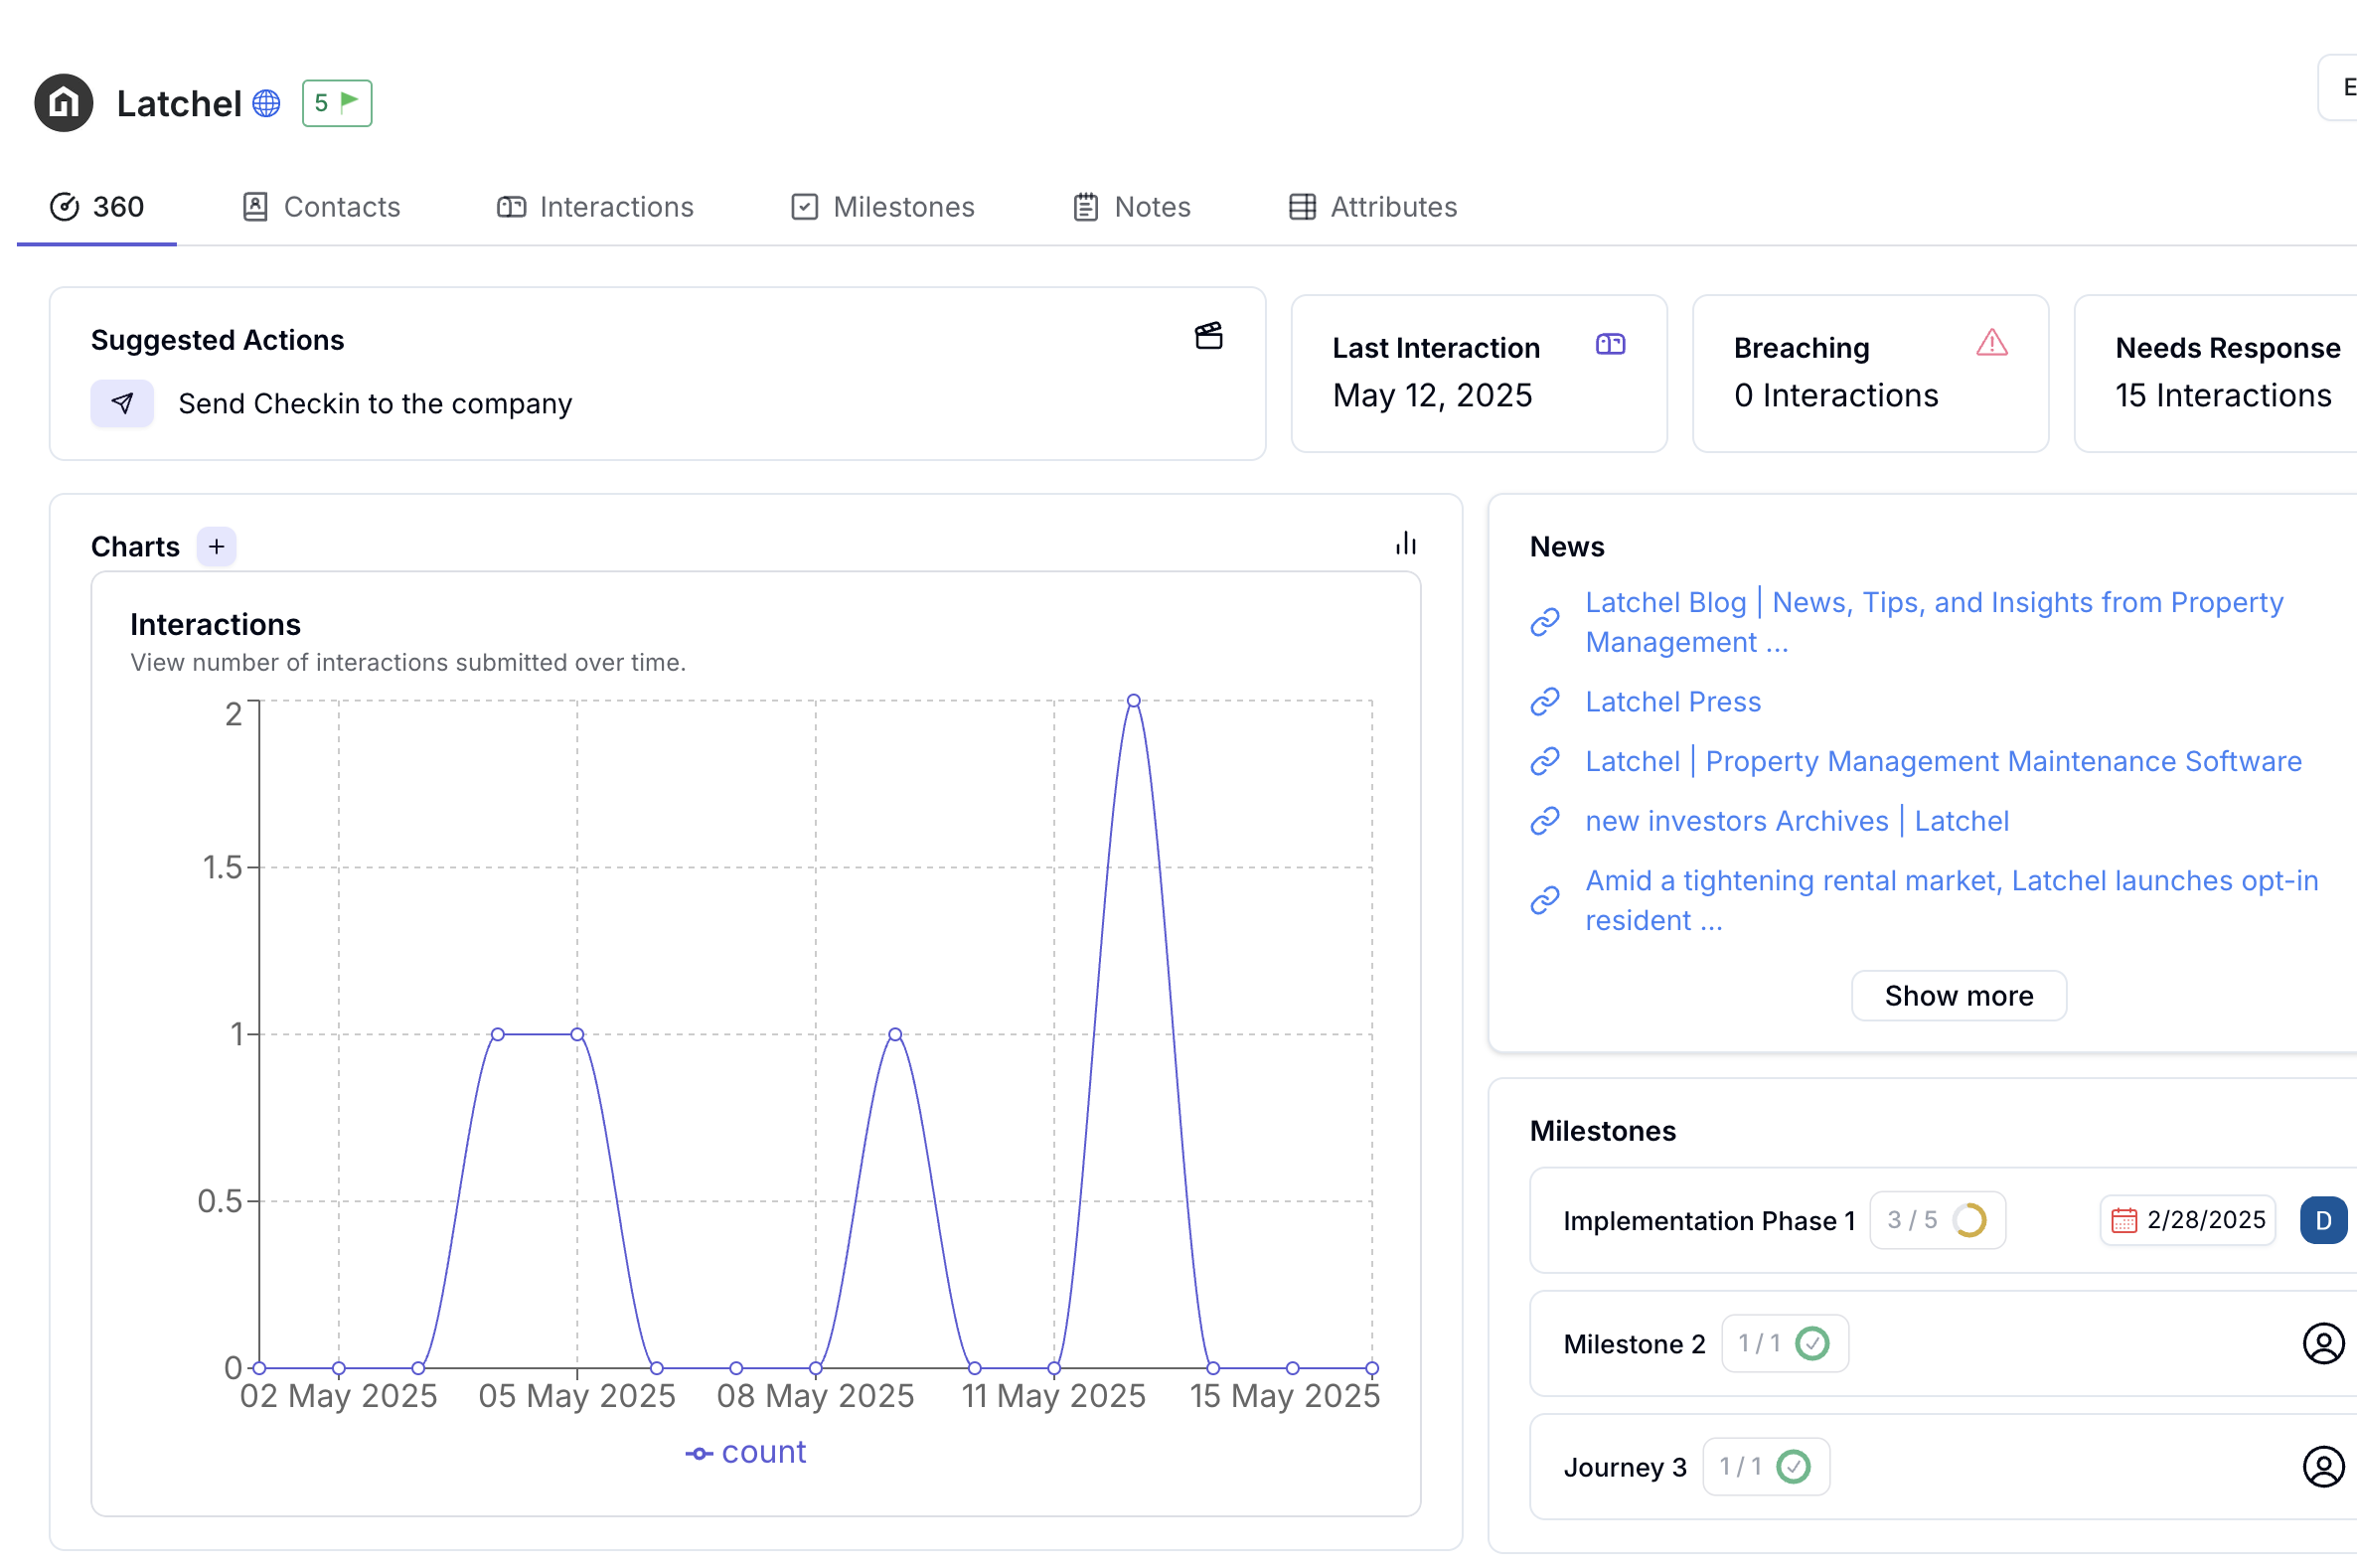 Latchel
5
E
360
Contacts
Interactions
Milestones
Notes
Attributes
Suggested Actions
Send Checkin to the company
Last Interaction
May 12, 2025
Breaching
0 Interactions
Needs Response
15 Interactions
Charts
+
Interactions
View number of interactions submitted over time.
2
1.5
1
0.5
0
02 May 2025
05 May 2025
08 May 2025
11 May 2025
15 May 2025
count
News
Latchel Blog | News, Tips, and Insights from Property
Management ...
Latchel Press
Latchel | Property Management Maintenance Software
new investors Archives | Latchel
Amid a tightening rental market, Latchel launches opt-in
resident ...
Show more
Milestones
Implementation Phase 1
3 / 5
2/28/2025
D
Milestone 2
1 / 1
Journey 3
1 / 1